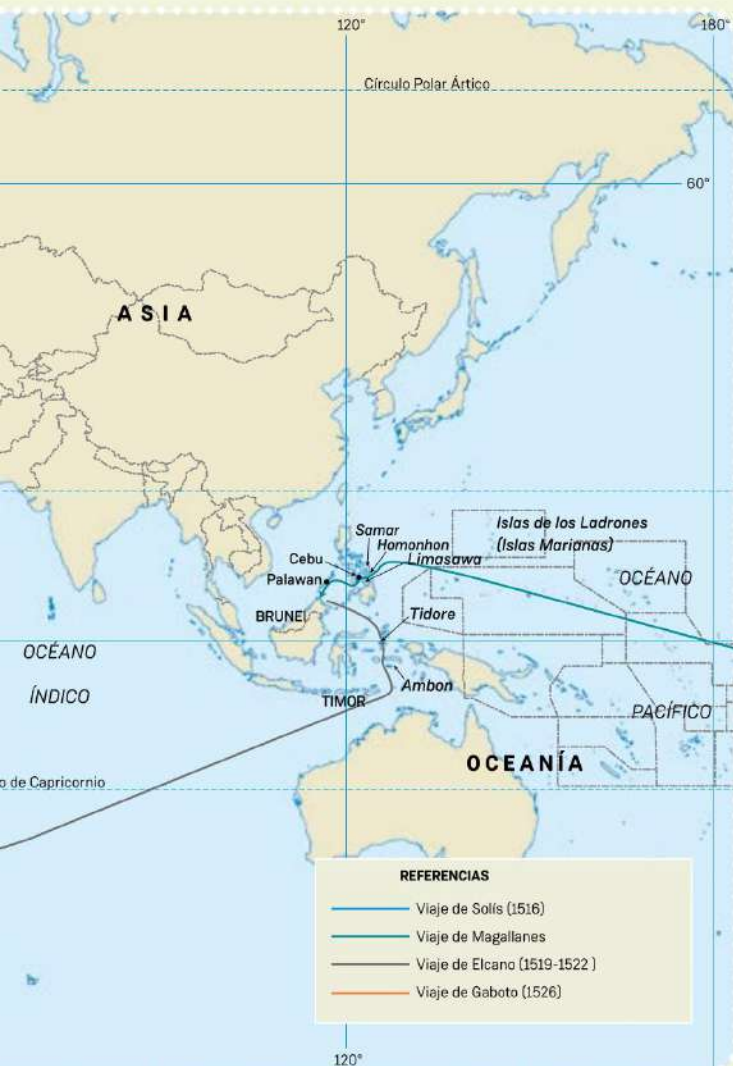 120°
180°
Círculo Polar Ártico
60°
ASIA
Islas de los Ladrones
(Islas Marianas)
Samar
Homonhon
Limasawa
Cebu
Palawan
OCÉANO
BRUNEI
Tidore
OCÉANO
ÍNDICO
Ambon
TIMOR
PACÍFICO
OCEANÍA
o de Capricornio
REFERENCIAS
Viaje de Solís (1516)
Viaje de Magallanes
Viaje de Elcano (1519-1522 )
Viaje de Gaboto (1526)
120°